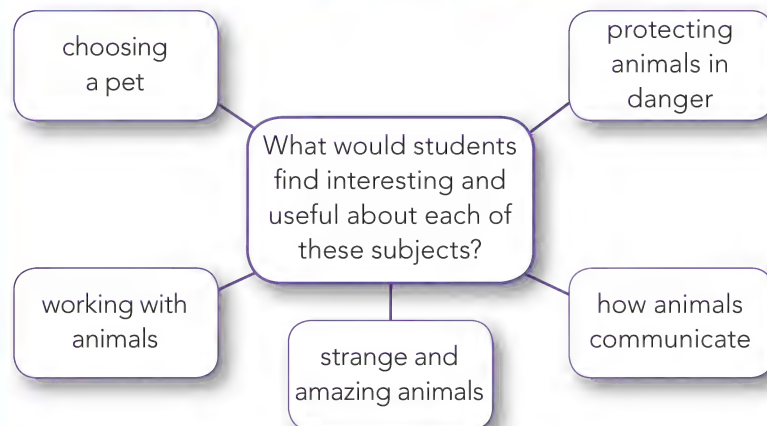 choosing
a pet
protecting
animals in
danger
What would students
find interesting and
useful about each of
these subjects?
working with
animals
strange and
amazing animals
how animals
communicate